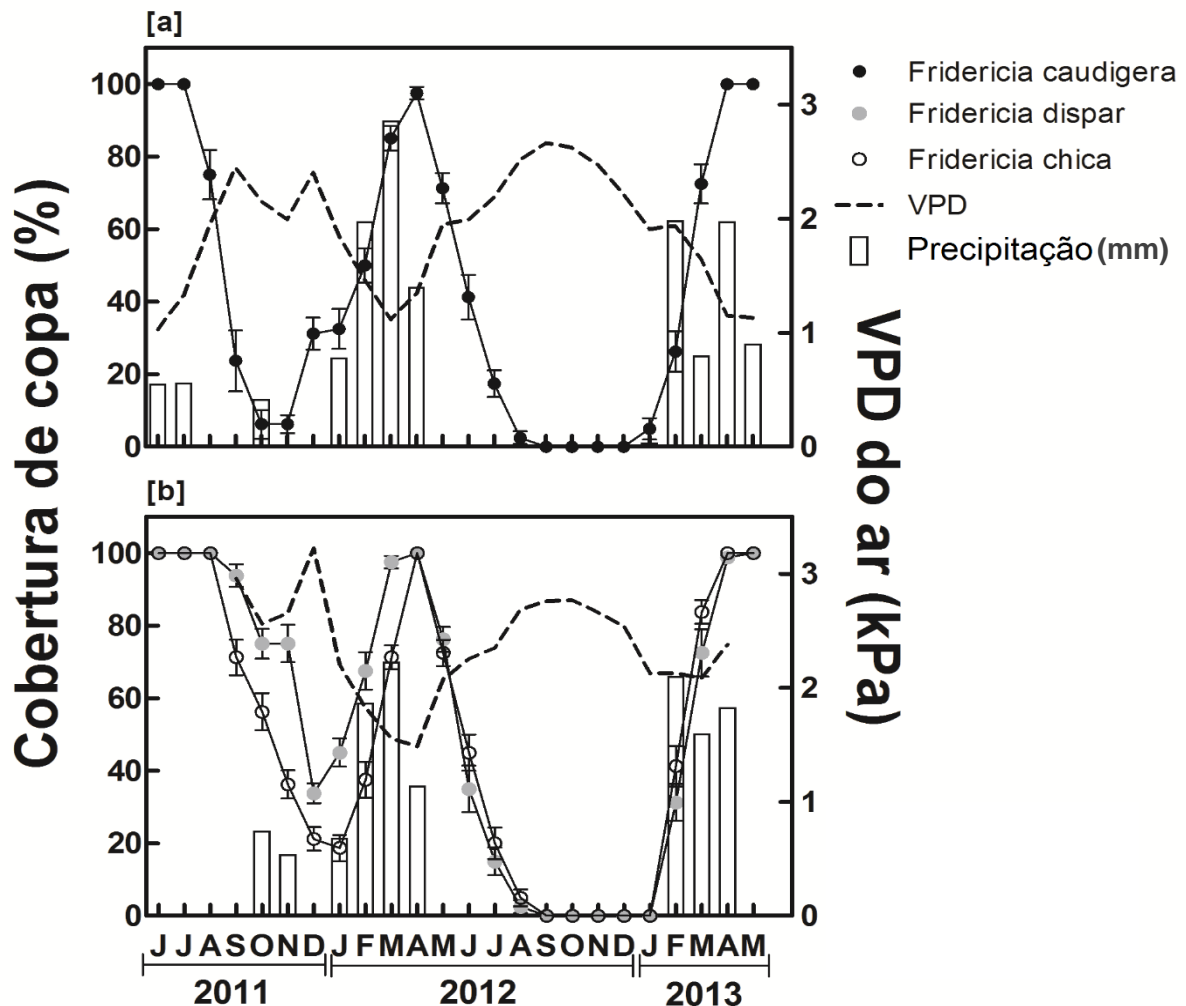 [a]
Cobertura de copa (%)
100
80
60
40
20
0
3
2
1
0
VPD do ar (kPa)
Fridericia caudigera
Fridericia dispar
Fridericia chica
VPD
Precipitação (mm)
[b]
100
80
60
40
20
0
3
2
1
0
J J A S O N D J F M A M J J A S O N D J F M A M
2011 2012 2013